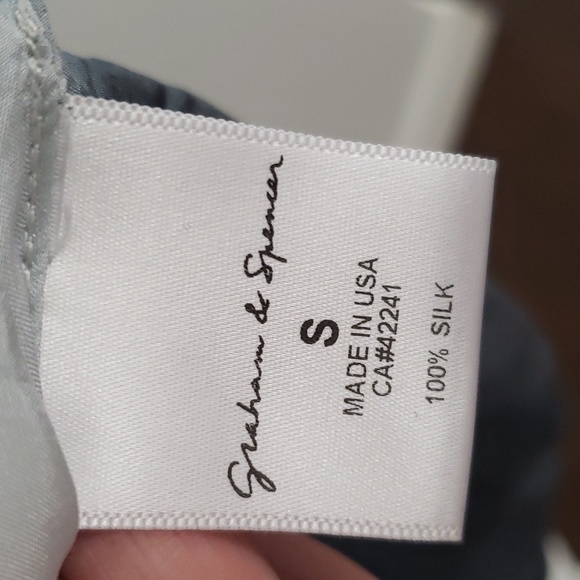 Graham & Spencer
S
MADE IN USA
CA#42241
100% SILK